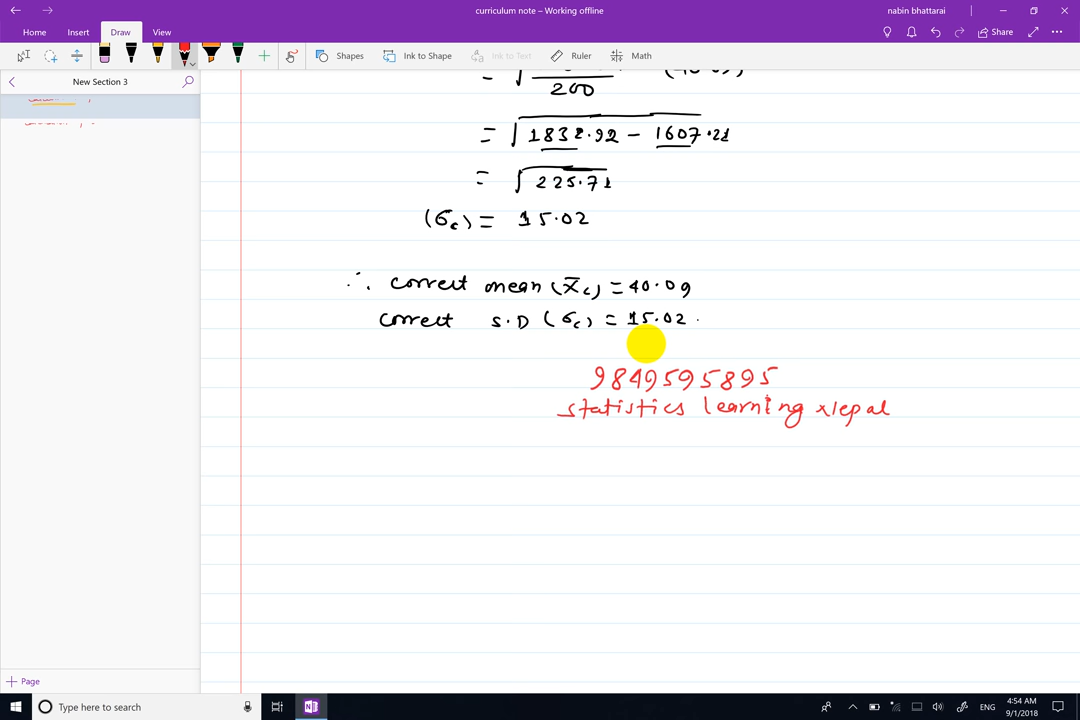 curriculum note – Working offline
nabin bhattarai
Home Insert Draw View
Share
Shapes Ink to Shape Ink to Text Ruler Math
New Section 3
200
= √1832.92 − 1607.21
= √225.71
(σc) = 15.02
∴ correct mean (x̄c) = 40.09
correct S.D (σc) = 15.02.
9849595895
statistics learning Nepal
+ Page
Type here to search
ENG
4:54 AM
9/1/2018